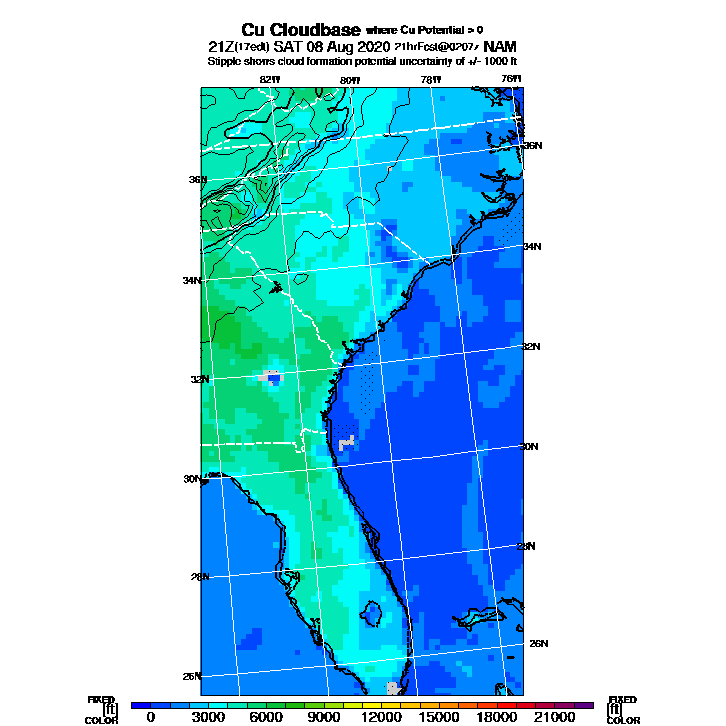 Cu Cloudbase where Cu Potential > 0
21Z(17edt) SAT 08 Aug 2020 21hrFcst@0207z NAM
Stipple shows cloud formation potential uncertainty of +/- 1000 ft
82W 80W 78W 76W
36N
36N
34N
34N
32N
32N
30N
30N
28N
28N
26N
26N
FIXED FIXED
[ft] [ft]
COLOR COLOR
0 3000 6000 9000 12000 15000 18000 21000